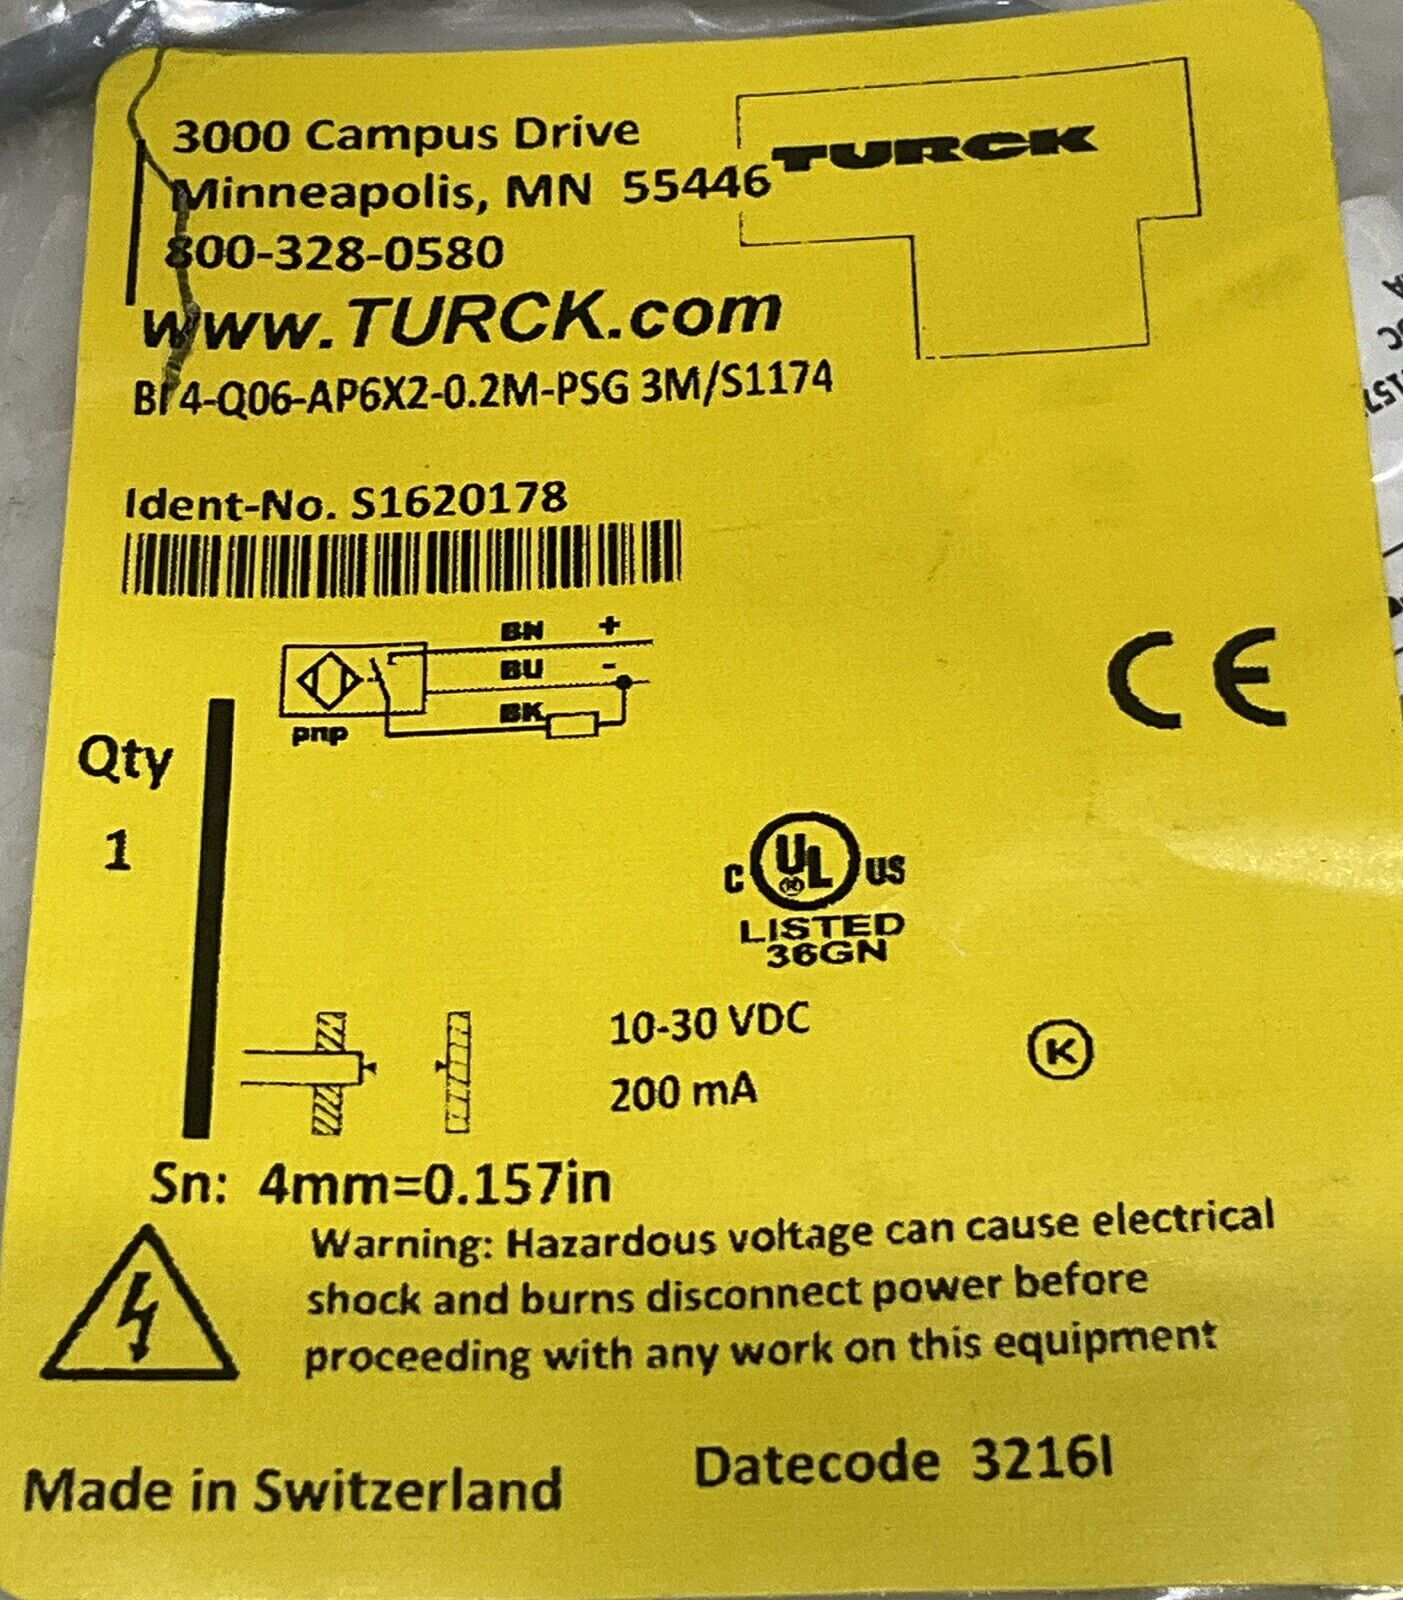 3000 Campus Drive
Minneapolis, MN 55446
800-328-0580
TURCK
www.TURCK.com
4-Q06-AP6X2-0.2M-PSG 3M/S1174
Ident-No. S1620178
BN +
BU -
BK
pnp
CE
Qty
1
C UL US
LISTED
36GN
10-30 VDC
200 mA
K
Sn: 4mm=0.157in
Warning: Hazardous voltage can cause electrical
shock and burns disconnect power before
proceeding with any work on this equipment
Made in Switzerland
Datecode 3216I